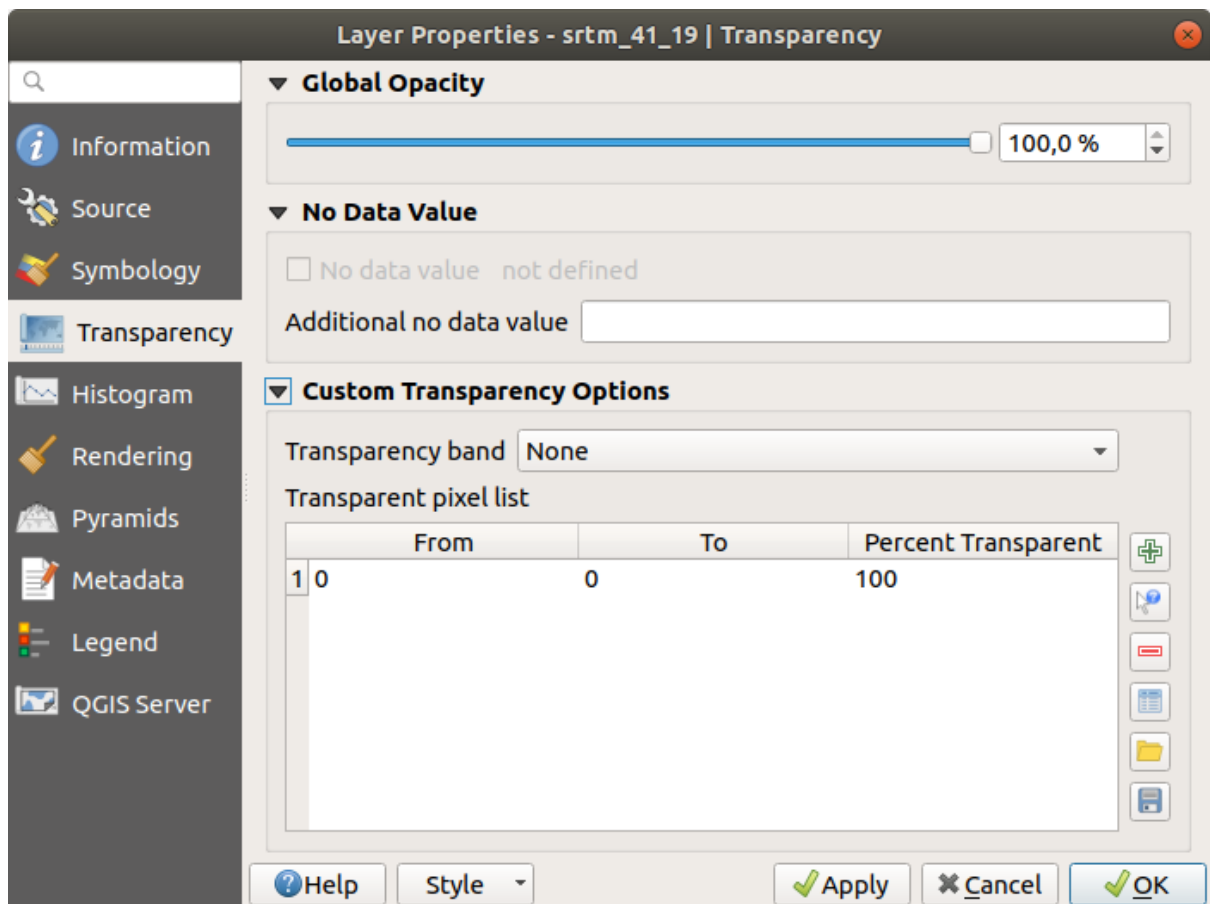 Layer Properties - srtm_41_19 | Transparency
Information
Source
Symbology
Transparency
Histogram
Rendering
Pyramids
Metadata
Legend
QGIS Server
Global Opacity
100,0 %
No Data Value
No data value not defined
Additional no data value
Custom Transparency Options
Transparency band None
Transparent pixel list
From To Percent Transparent
1 0 0 100
Help Style Apply Cancel OK